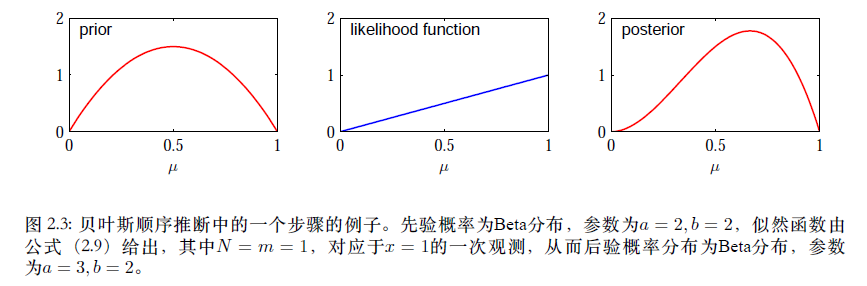 prior
likelihood function
posterior
2
1
0
0
0.5
1
μ
2
1
0
0
0.5
1
μ
2
1
0
0
0.5
1
μ
图 2.3: 贝叶斯顺序推断中的一个步骤的例子。先验概率为Beta分布，参数为a = 2, b = 2，似然函数由
公式（2.9）给出，其中N = m = 1，对应于x = 1的一次观测，从而后验概率分布为Beta分布，参数
为a = 3, b = 2。